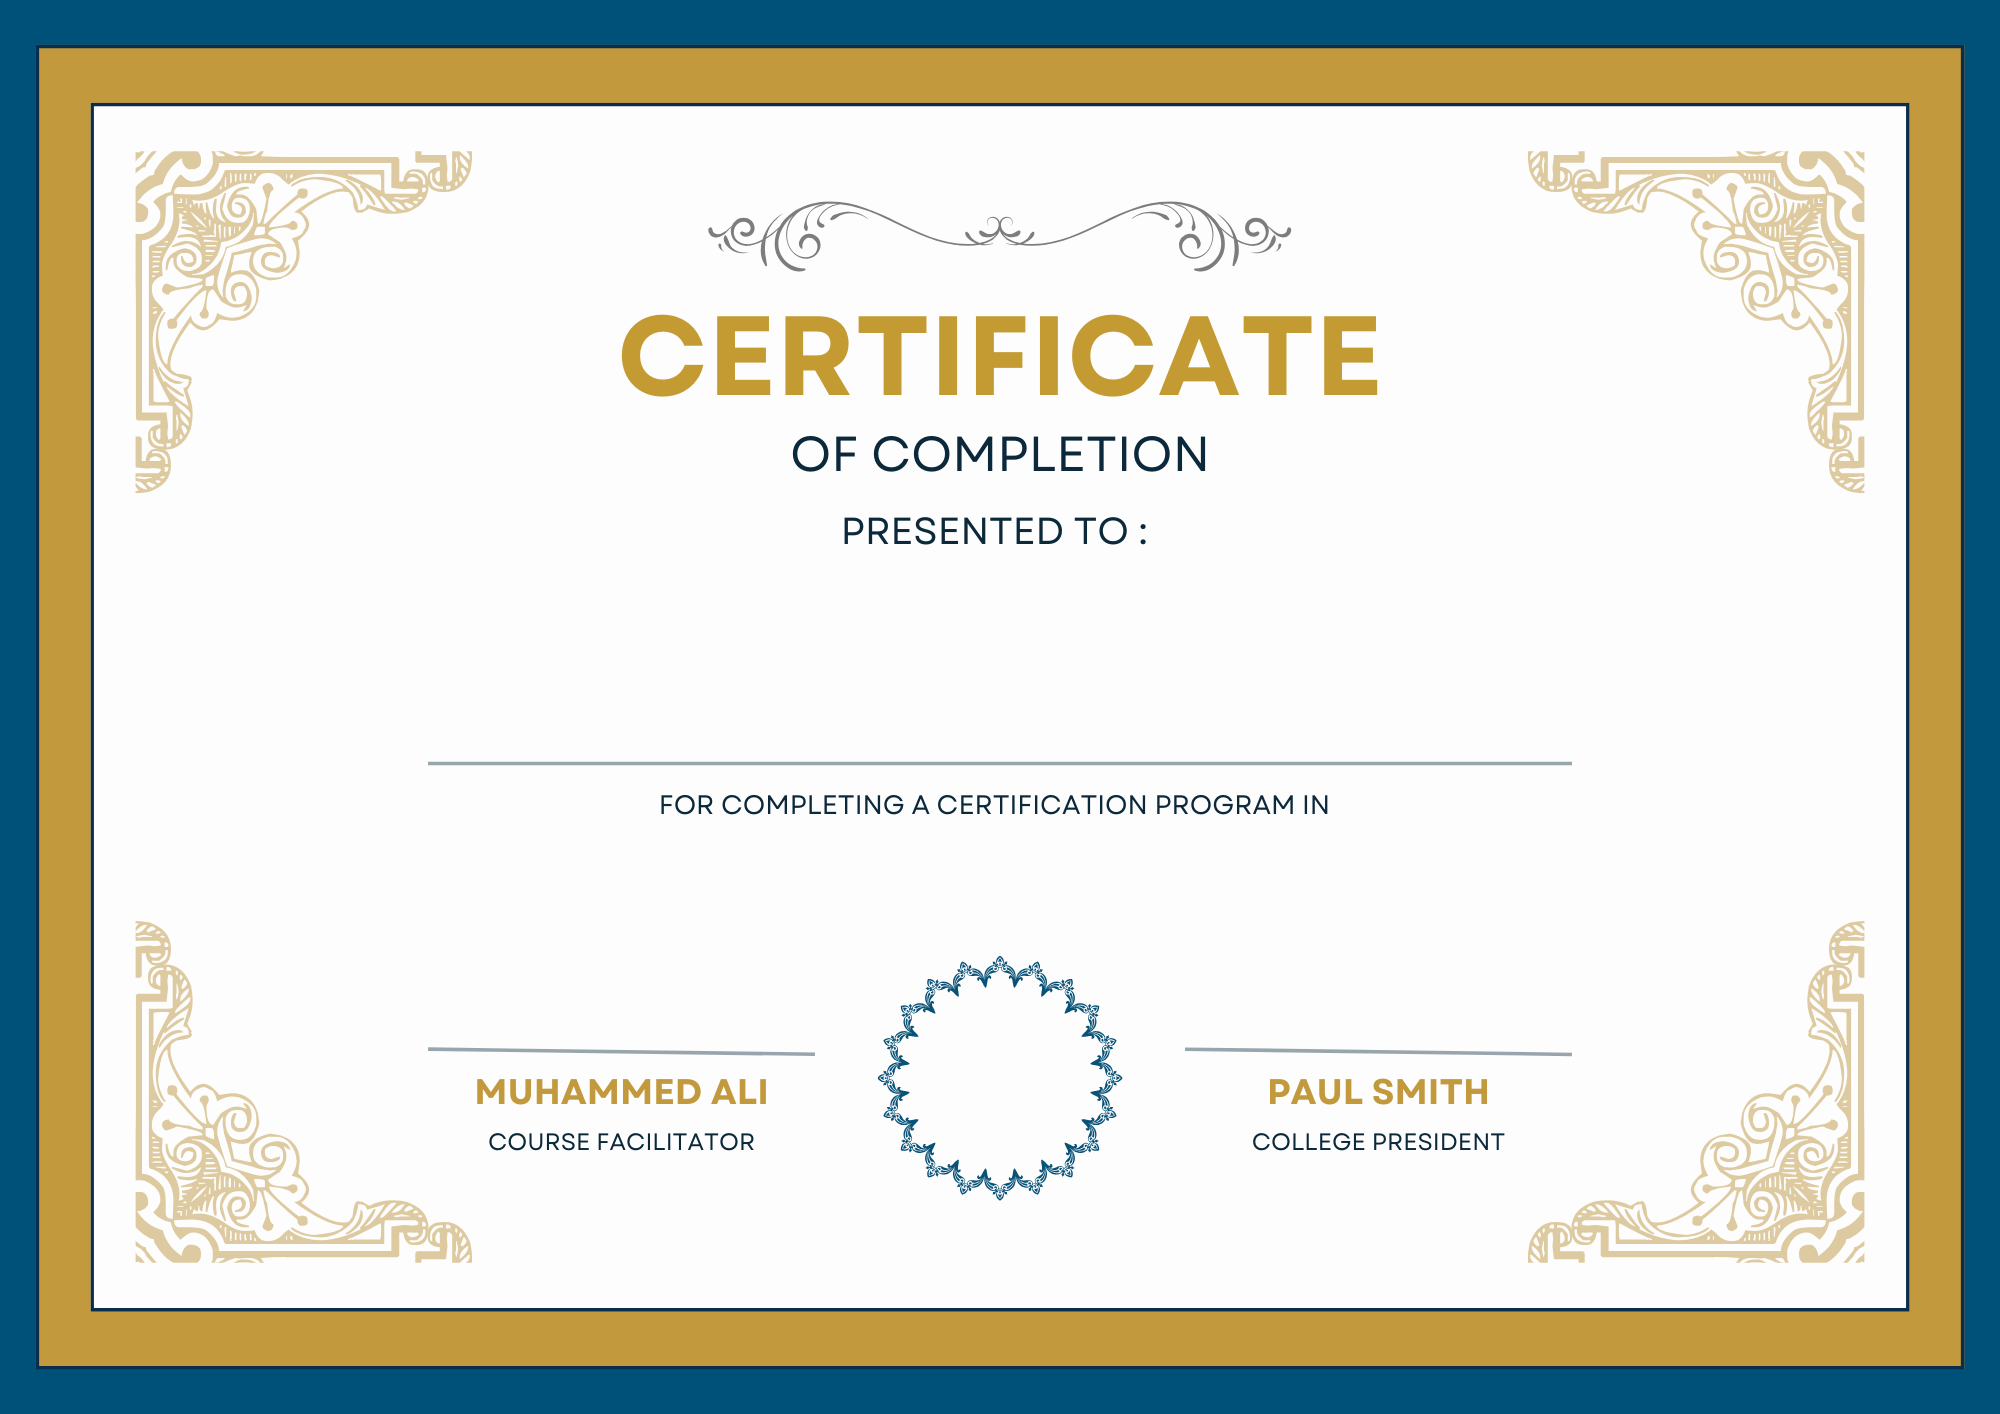 CERTIFICATE
OF COMPLETION
PRESENTED TO :
FOR COMPLETING A CERTIFICATION PROGRAM IN
MUHAMMED ALI
COURSE FACILITATOR
PAUL SMITH
COLLEGE PRESIDENT